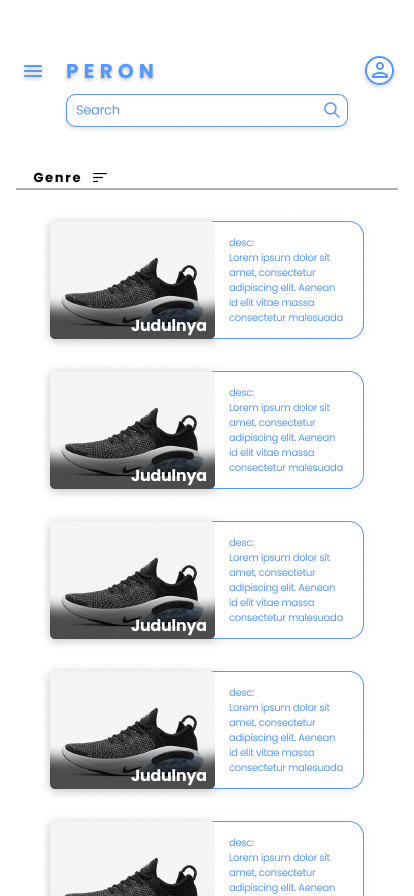 PERON
Search
Genre
desc:
Lorem ipsum dolor sit
amet, consectetur
adipiscing elit. Aenean
id elit vitae massa
consectetur malesuada
Judulnya
desc:
Lorem ipsum dolor sit
amet, consectetur
adipiscing elit. Aenean
id elit vitae massa
consectetur malesuada
Judulnya
desc:
Lorem ipsum dolor sit
amet, consectetur
adipiscing elit. Aenean
id elit vitae massa
consectetur malesuada
Judulnya
desc:
Lorem ipsum dolor sit
amet, consectetur
adipiscing elit. Aenean
id elit vitae massa
consectetur malesuada
Judulnya
desc:
Lorem ipsum dolor sit
amet, consectetur
adipiscing elit. Aenean